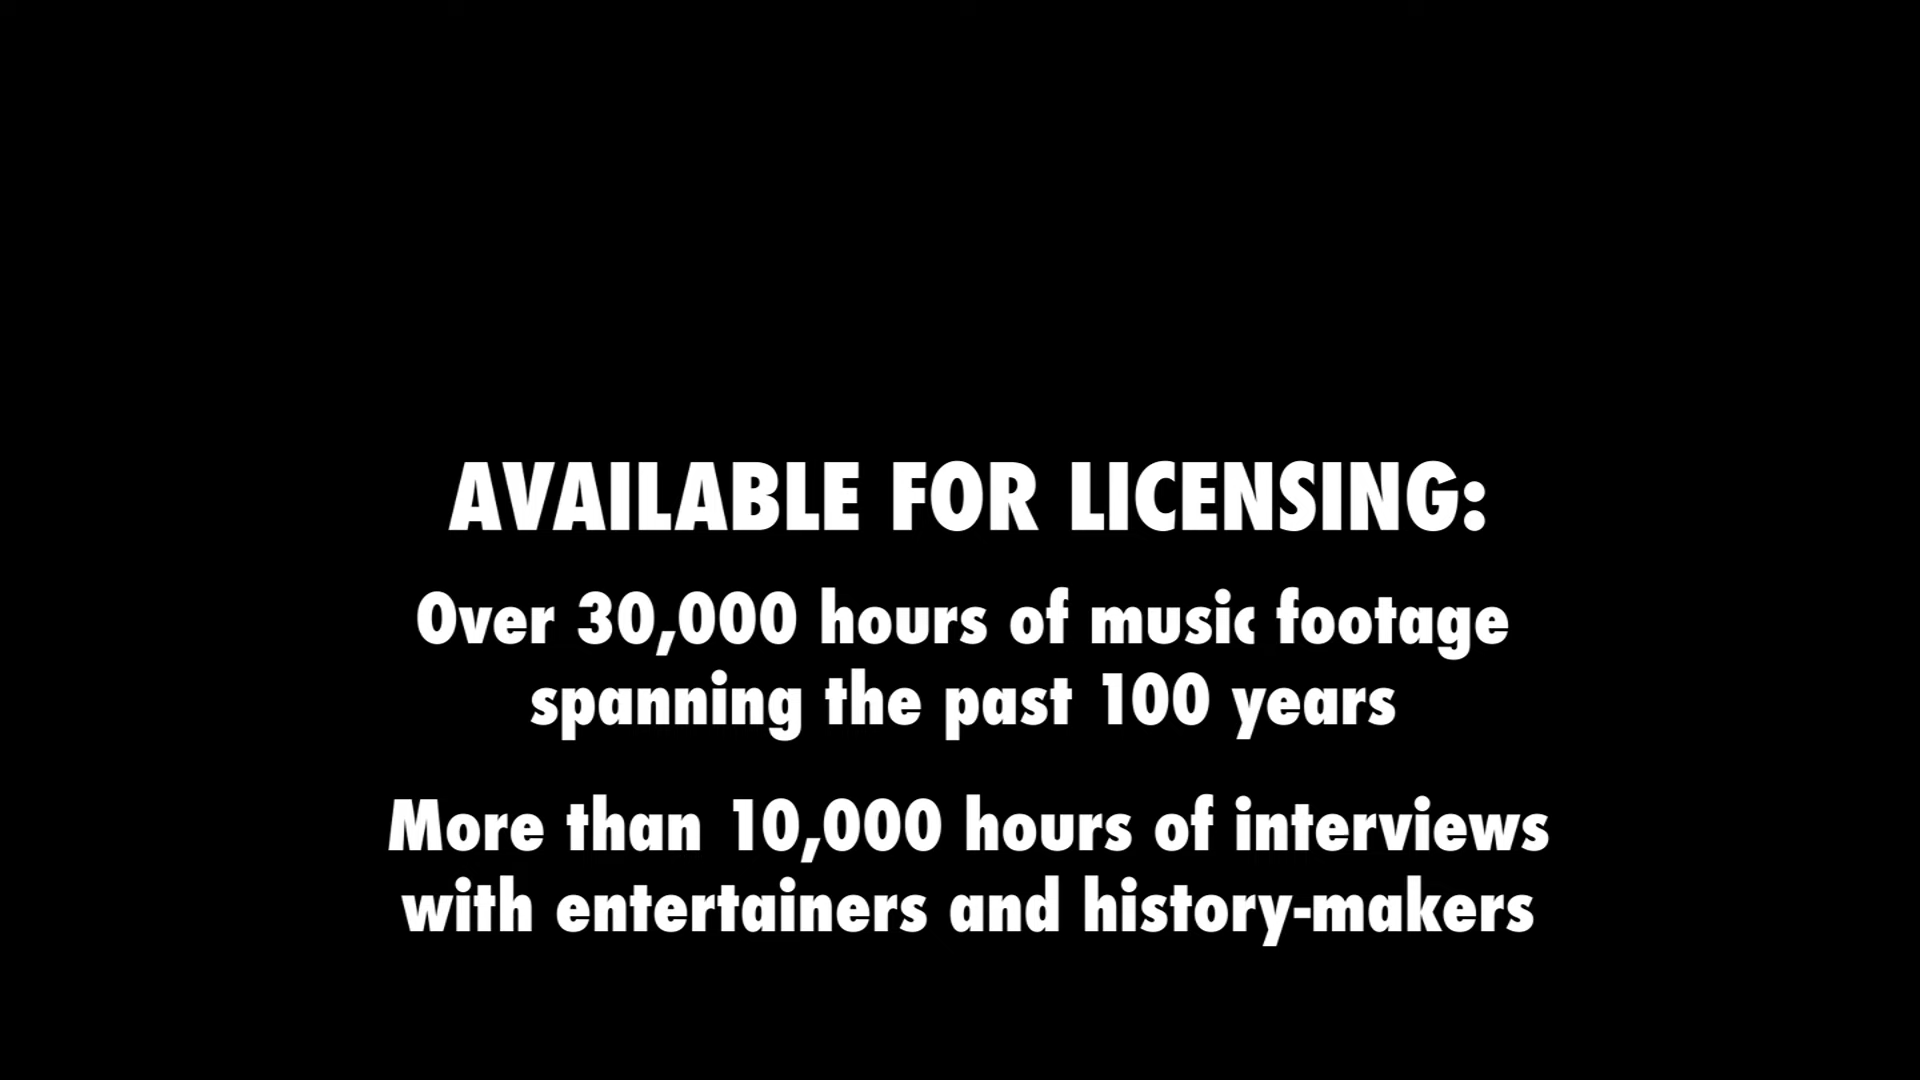 AVAILABLE FOR LICENSING:
Over 30,000 hours of music footage
spanning the past 100 years
More than 10,000 hours of interviews
with entertainers and history-makers